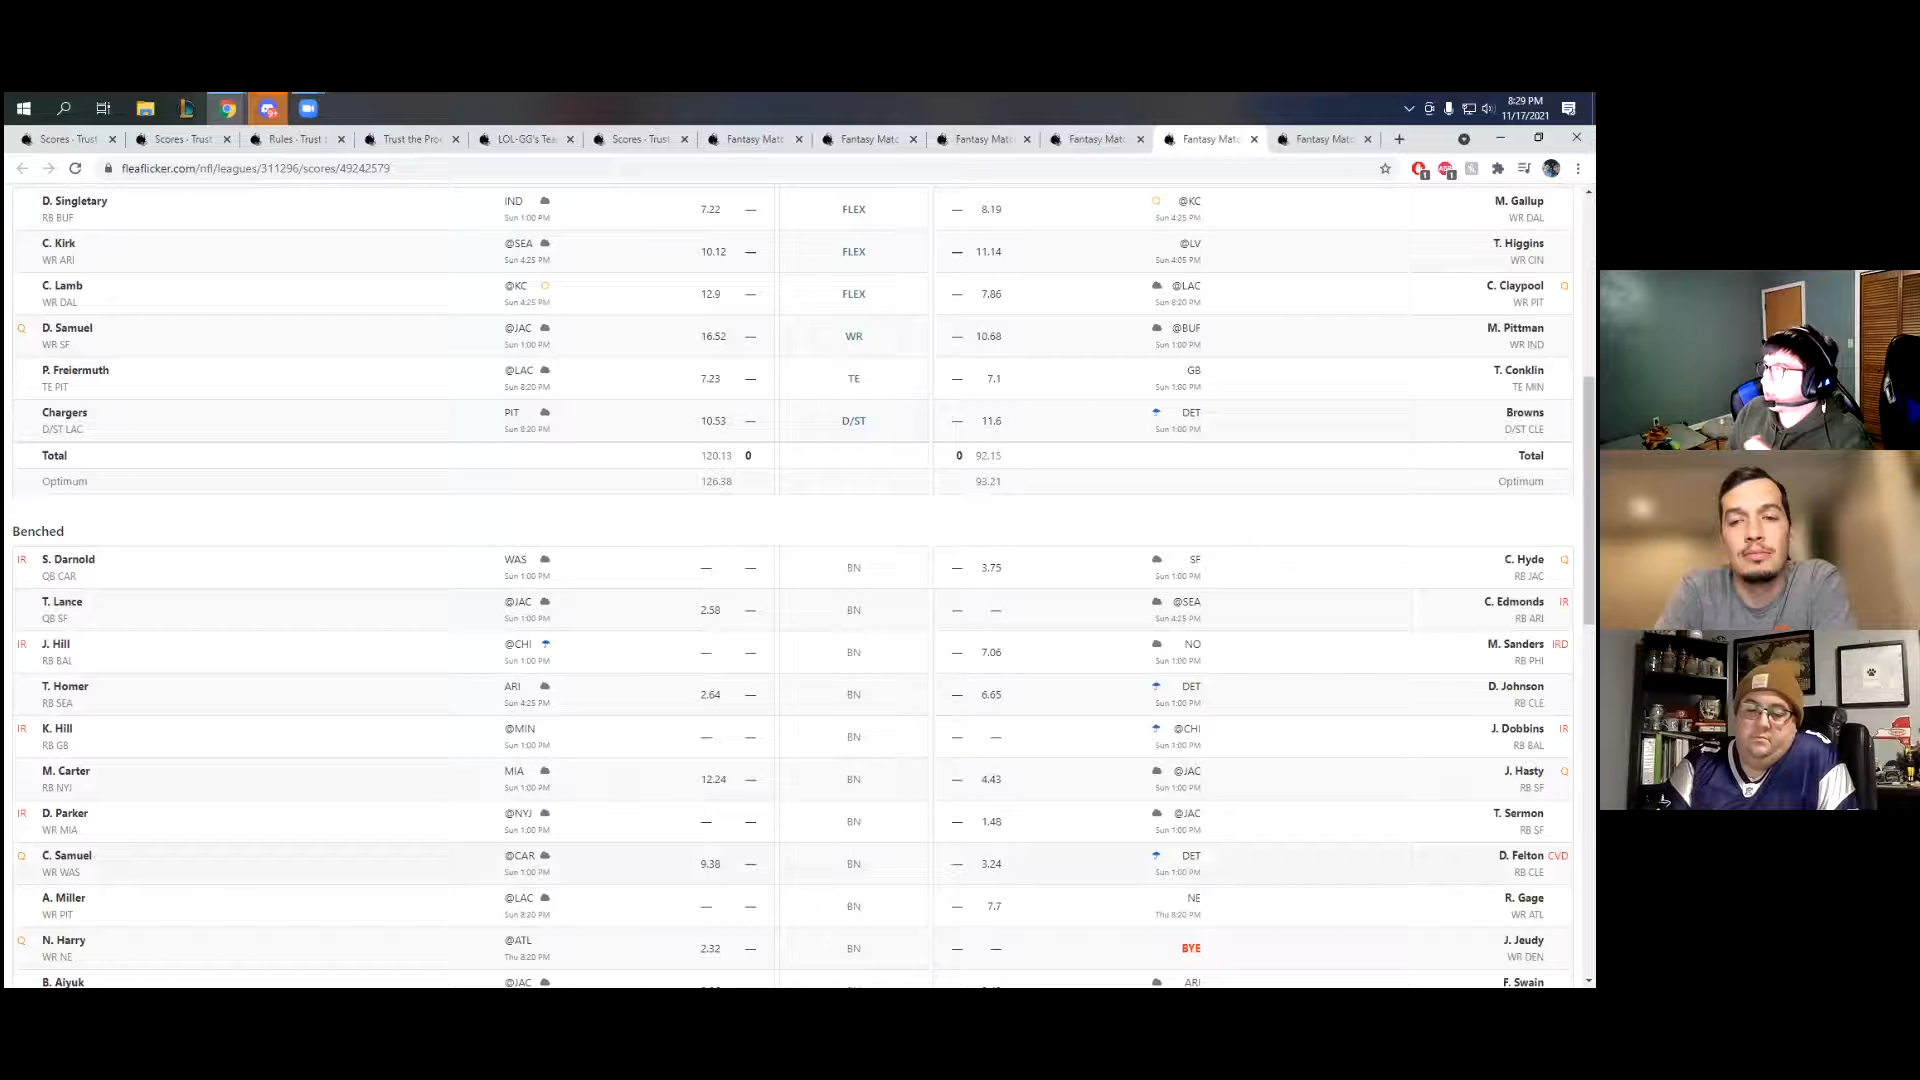 8:29 PM
11/17/2021
Scores - Trust
Scores - Trust
Rules - Trust
Trust the Pro
LOL-GG's Tea
Scores - Trust
Fantasy Matc
Fantasy Matc
Fantasy Matc
Fantasy Matc
Fantasy Matc
Fantasy Matc
fleaflicker.com/nfl/leagues/311296/scores/49242579
D. Singletary IND 7.22 — FLEX — 8.19 Q @KC M. Gallup
RB BUF Sun 1:00 PM Sun 4:25 PM WR DAL
C. Kirk @SEA 10.12 — FLEX — 11.14 @LV T. Higgins
WR ARI Sun 4:25 PM Sun 4:05 PM WR CIN
C. Lamb @KC 12.9 — FLEX — 7.86 @LAC C. Claypool Q
WR DAL Sun 4:25 PM Sun 8:20 PM WR PIT
Q D. Samuel @JAC 16.52 — WR — 10.68 @BUF M. Pittman
WR SF Sun 1:00 PM Sun 1:00 PM WR IND
P. Freiermuth @LAC 7.23 — TE — 7.1 GB T. Conklin
TE PIT Sun 8:20 PM Sun 1:00 PM TE MIN
Chargers PIT 10.53 — D/ST — 11.6 DET Browns
D/ST LAC Sun 8:20 PM Sun 1:00 PM D/ST CLE
Total 120.13 0 0 92.15 Total
Optimum 126.38 93.21 Optimum
Benched
IR S. Darnold WAS — — BN — 3.75 SF C. Hyde Q
QB CAR Sun 1:00 PM Sun 1:00 PM RB JAC
T. Lance @JAC 2.58 — BN — — @SEA C. Edmonds IR
QB SF Sun 1:00 PM Sun 4:25 PM RB ARI
IR J. Hill @CHI — — BN — 7.06 NO M. Sanders IRD
RB BAL Sun 1:00 PM Sun 1:00 PM RB PHI
T. Homer ARI 2.64 — BN — 6.65 DET D. Johnson
RB SEA Sun 4:25 PM Sun 1:00 PM RB CLE
IR K. Hill @MIN — — BN — — @CHI J. Dobbins IR
RB GB Sun 1:00 PM Sun 1:00 PM RB BAL
M. Carter MIA 12.24 — BN — 4.43 @JAC J. Hasty Q
RB NYJ Sun 1:00 PM Sun 1:00 PM RB SF
IR D. Parker @NYJ — — BN — 1.48 @JAC T. Sermon
WR MIA Sun 1:00 PM Sun 1:00 PM RB SF
Q C. Samuel @CAR 9.38 — BN — 3.24 DET D. Felton CVD
WR WAS Sun 1:00 PM Sun 1:00 PM RB CLE
A. Miller @LAC — — BN — 7.7 NE R. Gage
WR PIT Sun 8:20 PM Thu 8:20 PM WR ATL
Q N. Harry @ATL 2.32 — BN — — BYE J. Jeudy
WR NE Thu 8:20 PM WR DEN
B. Aiyuk @JAC ARI F. Swain